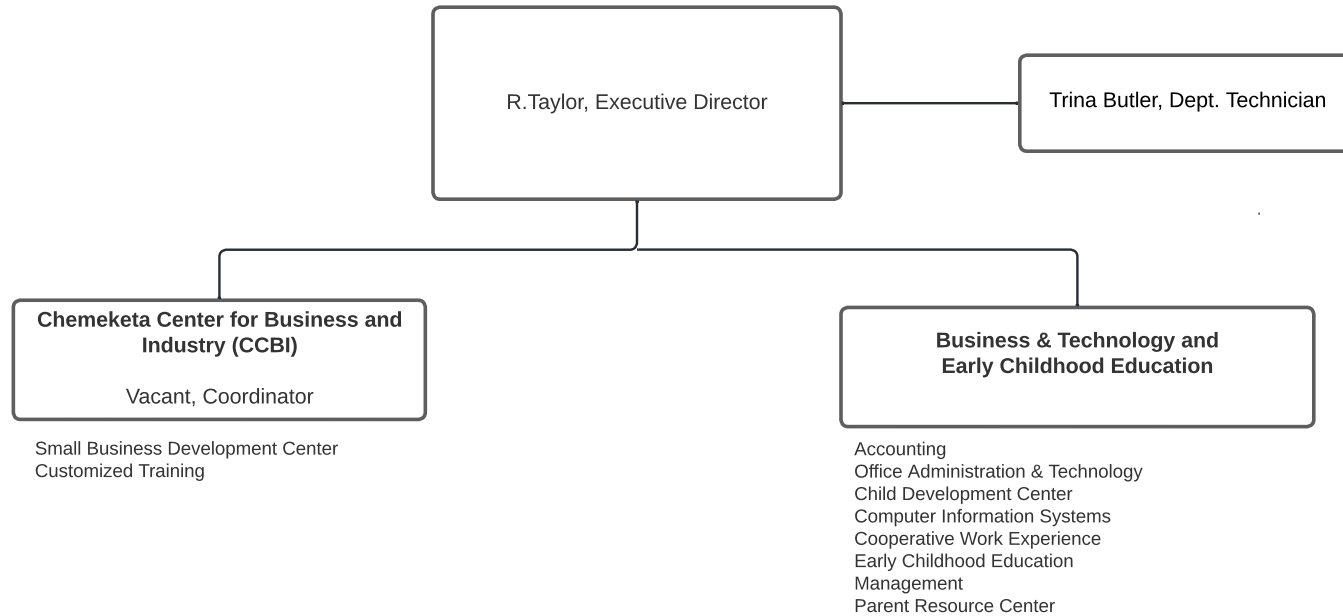 R.Taylor, Executive Director
Trina Butler, Dept. Technician
Chemeketa Center for Business and
Industry (CCBI)
Vacant, Coordinator
Small Business Development Center
Customized Training
Business & Technology and
Early Childhood Education
Accounting
Office Administration & Technology
Child Development Center
Computer Information Systems
Cooperative Work Experience
Early Childhood Education
Management
Parent Resource Center